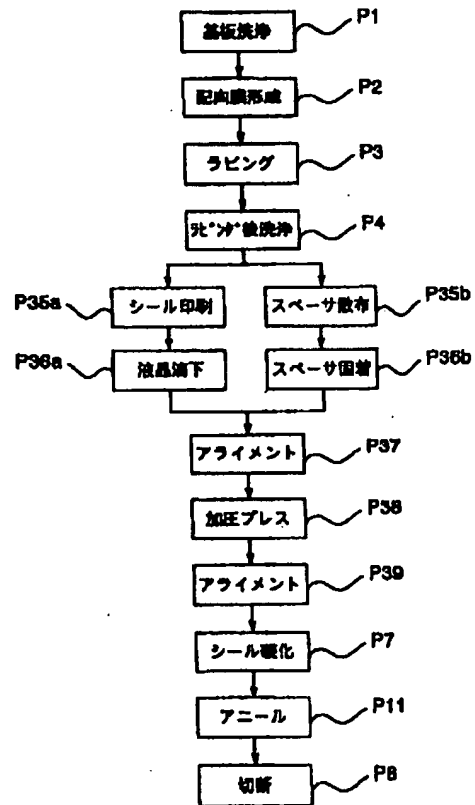 基板洗浄 P1
配向膜形成 P2
ラビング P3
ﾗﾋﾞﾝｸﾞ後洗浄 P4
P35a シール印刷 スペーサ散布 P35b
P36a 液晶滴下 スペーサ固着 P36b
アライメント P37
加圧プレス P38
アライメント P39
シール硬化 P7
アニール P11
切断 P8